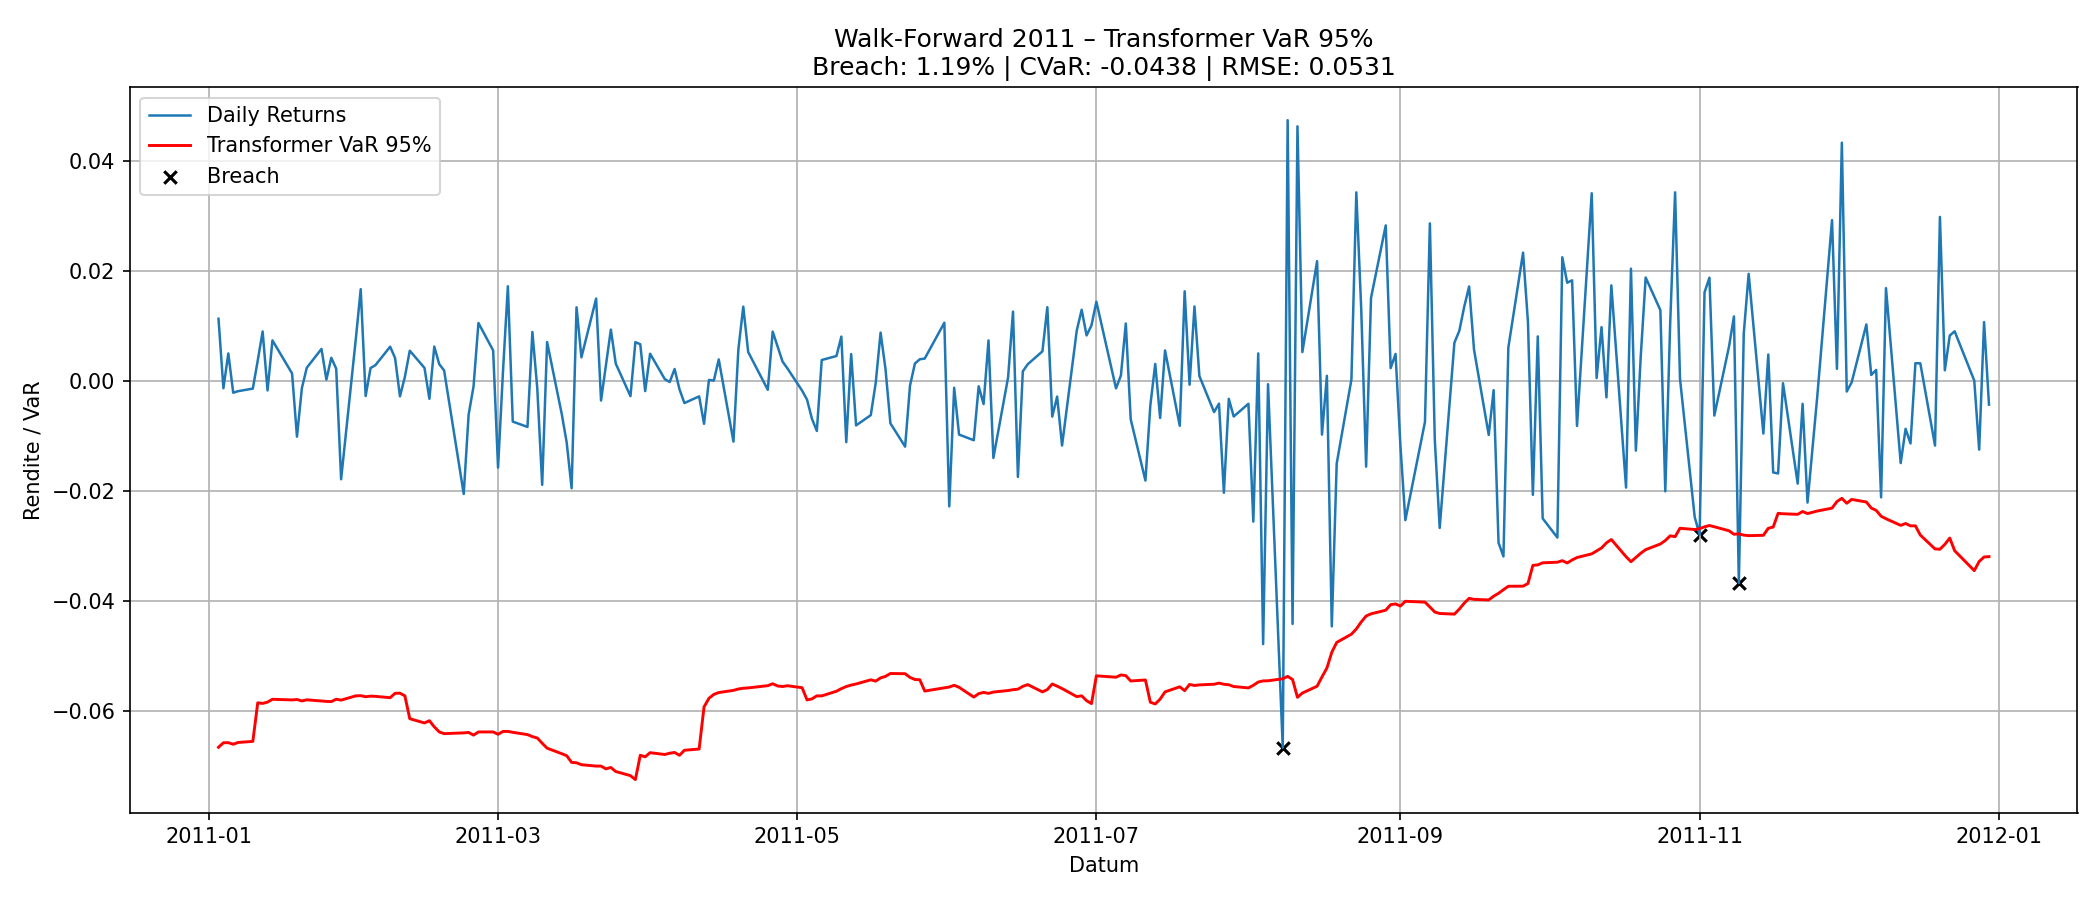 Walk-Forward 2011 – Transformer VaR 95%
Breach: 1.19% | CVaR: -0.0438 | RMSE: 0.0531
Daily Returns
Transformer VaR 95%
Breach
Rendite / VaR
0.04
0.02
0.00
−0.02
−0.04
−0.06
2011-01
2011-03
2011-05
2011-07
2011-09
2011-11
2012-01
Datum